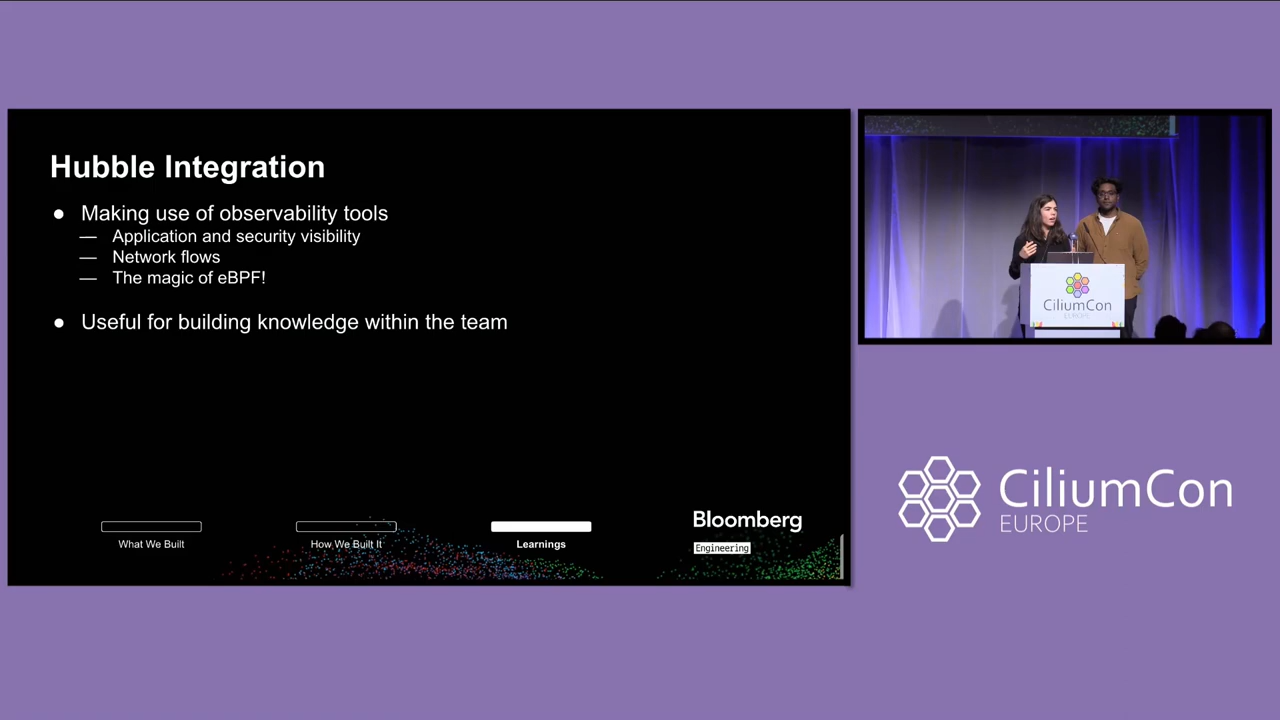 Hubble Integration
● Making use of observability tools
— Application and security visibility
— Network flows
— The magic of eBPF!
● Useful for building knowledge within the team
What We Built
How We Built It
Learnings
Bloomberg
Engineering
CiliumCon
EUROPE
CiliumCon
EUROPE